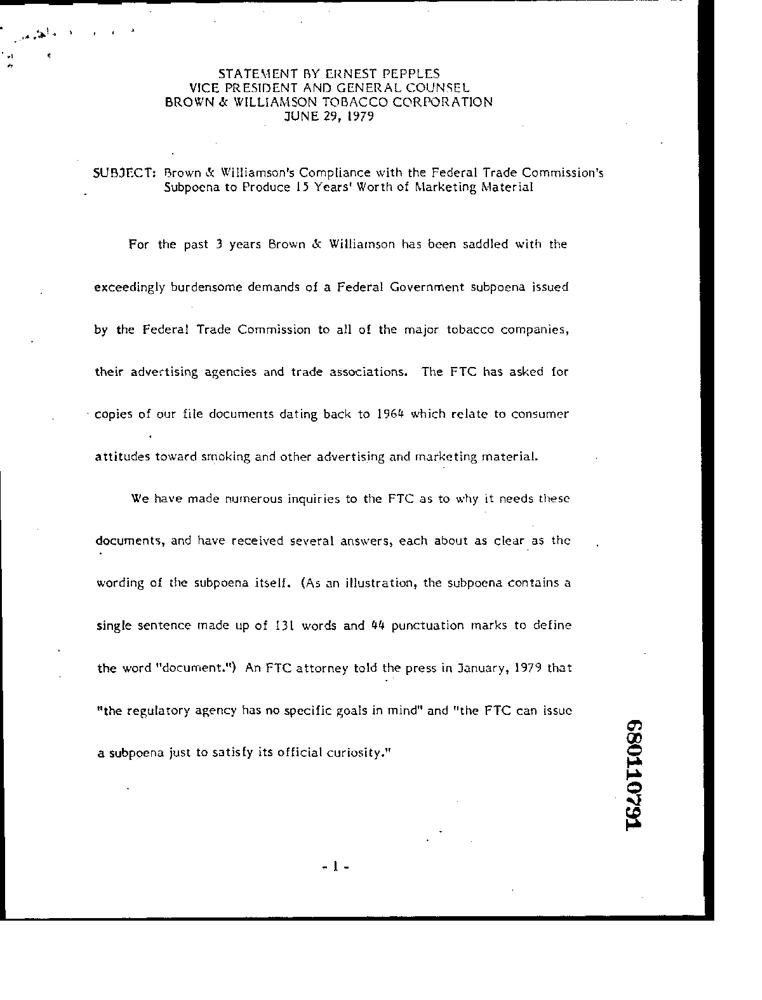 STATEMENT BY ERNEST PEPPLES
VICE PRESIDENT AND GENERAL COUNSEL
BROWN & WILLIAMSON TOBACCO CORPORATION
JUNE 29, 1979
SUBJECT: Brown & Williamson's Compliance with the Federal Trade Commission's
Subpoena to Produce 15 Years' Worth of Marketing Material
For the past 3 years Brown & Williamson has been saddled with the
exceedingly burdensome demands of a Federal Government subpoena issued
by the Federal Trade Commission to all of the major tobacco companies,
their advertising agencies and trade associations. The FTC has asked for
copies of our file documents dating back to 1964 which relate to consumer
attitudes toward smoking and other advertising and marketing material.
We have made numerous inquiries to the FTC as to why it needs these
documents, and have received several answers, each about as clear as the
wording of the subpoena itself. (As an illustration, the subpoena contains a
single sentence made up of 131 words and 44 punctuation marks to define
the word "document.") An FTC attorney told the press in January, 1979 that
"the regulatory agency has no specific goals in mind" and "the FTC can issue
a subpoena just to satisfy its official curiosity."
680110791
- 1 -